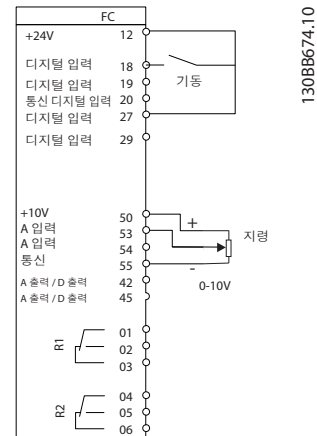 FC
+24V 12
디지털 입력 18
디지털 입력 19
통신 디지털 입력 20
디지털 입력 27
디지털 입력 29
기동
+10V 50
A 입력 53
A 입력 54
통신 55
A 출력 / D 출력 42
A 출력 / D 출력 45
+
-
지령
0-10V
R1
01
02
03
R2
04
05
06
130BB674.10